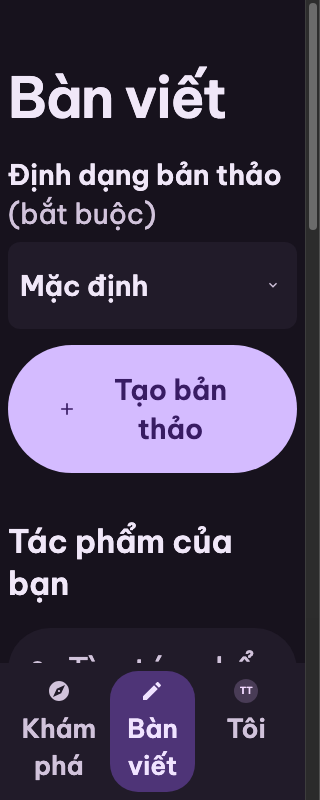 Bàn viết
Định dạng bản thảo
(bắt buộc)
Mặc định
Tạo bản
thảo
Tác phẩm của
bạn
Khám
phá
Bàn
viết
TT
Tôi